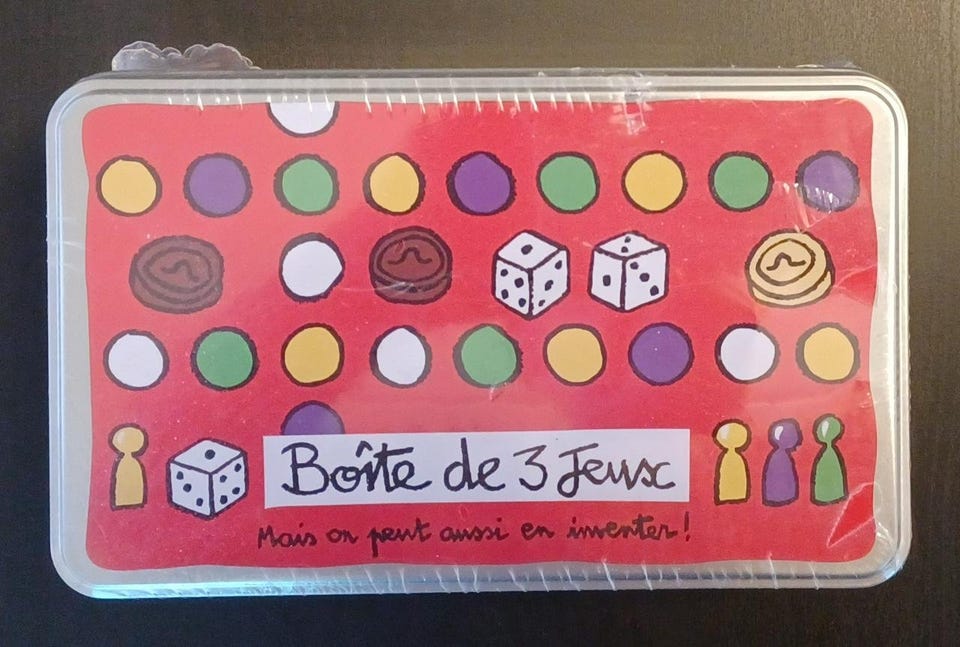 Boîte de 3 Jeux
Mais on peut aussi en inventer !